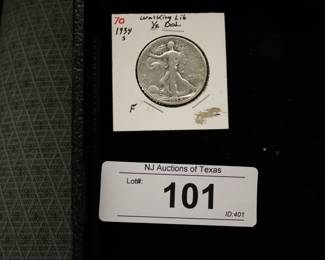 70
Walking Lib
1/2 Dol
1934
S
F
NJ Auctions of Texas
Lot#:
101
ID:401